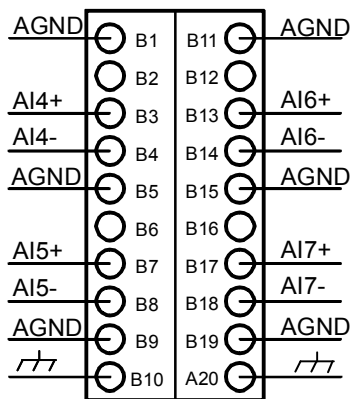 AGND B1 B11 AGND
B2 B12
AI4+ B3 B13 AI6+
AI4- B4 B14 AI6-
AGND B5 B15 AGND
B6 B16
AI5+ B7 B17 AI7+
AI5- B8 B18 AI7-
AGND B9 B19 AGND
B10 A20